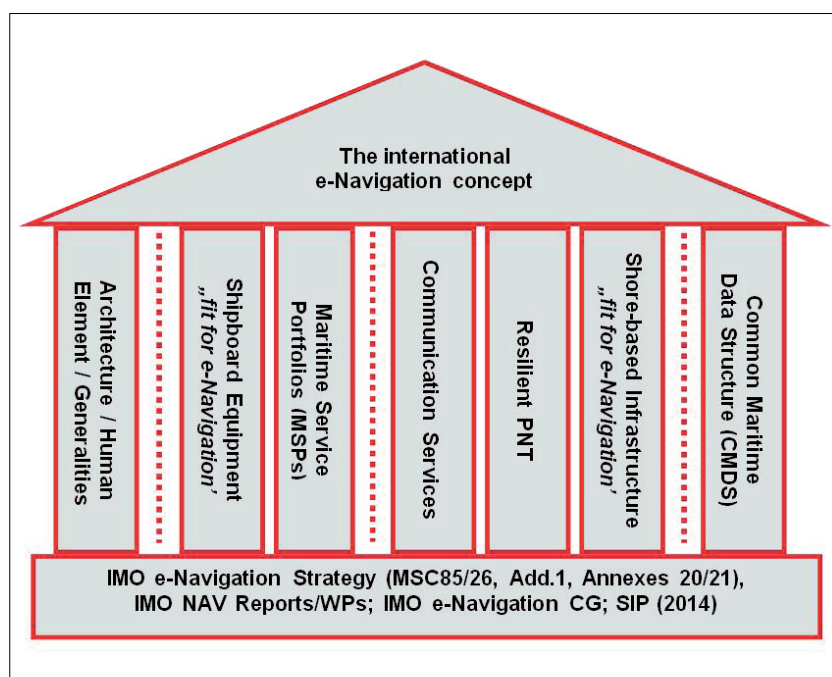 The international
e-Navigation concept
Architecture / Human
Element / Generalities
Shipboard Equipment
„fit for e-Navigation’
Maritime Service
Portfolios (MSPs)
Communication Services
Resilient PNT
Shore-based Infrastructure
„fit for e-Navigation’
Common Maritime
Data Structure (CMDS)
IMO e-Navigation Strategy (MSC85/26, Add.1, Annexes 20/21),
IMO NAV Reports/WPs; IMO e-Navigation CG; SIP (2014)